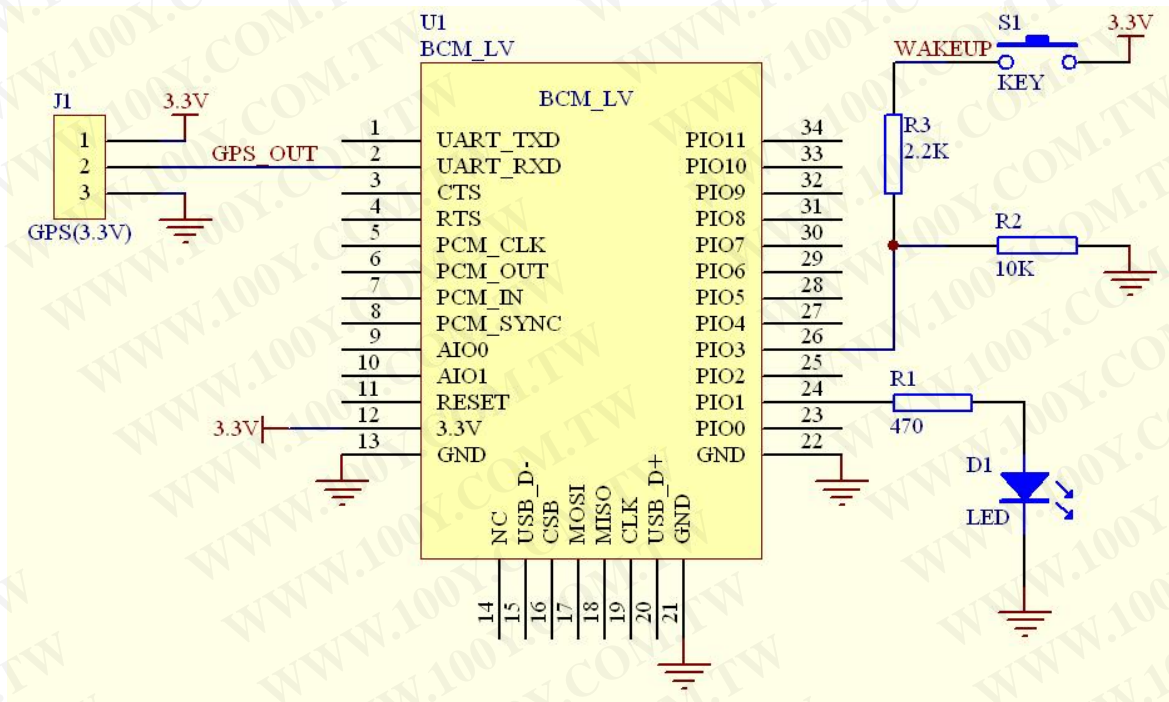 U1
BCM_LV
S1
3.3V
WAKEUP
KEY
J1
3.3V
1
2
3
GPS_OUT
GPS(3.3V)
BCM_LV
1 UART_TXD
2 UART_RXD
3 CTS
4 RTS
5 PCM_CLK
6 PCM_OUT
7 PCM_IN
8 PCM_SYNC
9 AIO0
10 AIO1
11 RESET
3.3V
12 3.3V
13 GND
PIO11 34
PIO10 33
PIO9 32
PIO8 31
PIO7 30
PIO6 29
PIO5 28
PIO4 27
PIO3 26
PIO2 25
PIO1 24
PIO0 23
GND 22
NC 14
USB_D- 15
CSB 16
MOSI 17
MISO 18
CLK 19
USB_D+ 20
GND 21
R3
2.2K
R2
10K
R1
470
D1
LED
WWW.100Y.COM.TW